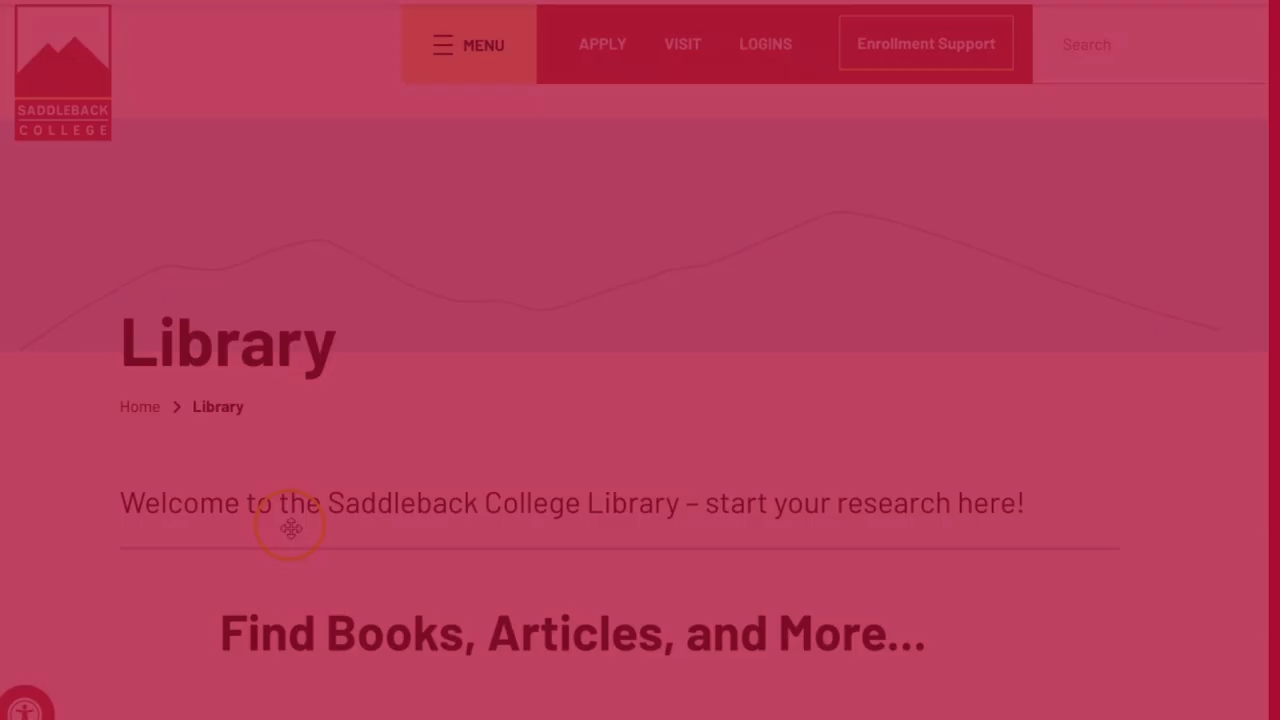 SADDLEBACK
COLLEGE
MENU
APPLY
VISIT
LOGINS
Enrollment Support
Search
Library
Home > Library
Welcome to the Saddleback College Library – start your research here!
Find Books, Articles, and More...